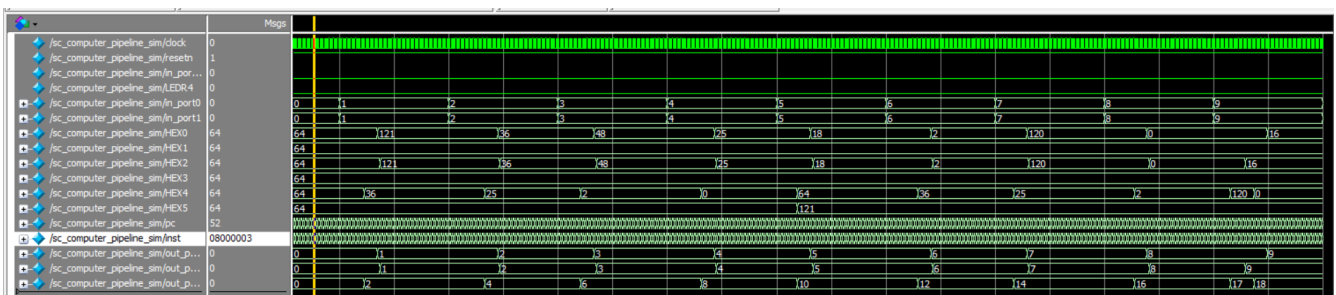 Msgs
/sc_computer_pipeline_sim/clock 0
/sc_computer_pipeline_sim/resetn 1
/sc_computer_pipeline_sim/in_por... 0
/sc_computer_pipeline_sim/LEDR4 0
/sc_computer_pipeline_sim/in_port0 0 0 1 2 3 4 5 6 7 8 9
/sc_computer_pipeline_sim/in_port1 0 0 1 2 3 4 5 6 7 8 9
/sc_computer_pipeline_sim/HEX0 64 64 121 36 48 25 18 2 120 0 16
/sc_computer_pipeline_sim/HEX1 64 64
/sc_computer_pipeline_sim/HEX2 64 64 121 36 48 25 18 2 120 0 16
/sc_computer_pipeline_sim/HEX3 64 64
/sc_computer_pipeline_sim/HEX4 64 64 36 25 2 0 64 36 25 2 120 0
/sc_computer_pipeline_sim/HEX5 64 64 121
/sc_computer_pipeline_sim/pc 52
/sc_computer_pipeline_sim/inst 08000003
/sc_computer_pipeline_sim/out_p... 0 0 1 2 3 4 5 6 7 8 9
/sc_computer_pipeline_sim/out_p... 0 0 1 2 3 4 5 6 7 8 9
/sc_computer_pipeline_sim/out_p... 0 0 2 4 6 8 10 12 14 16 17 18